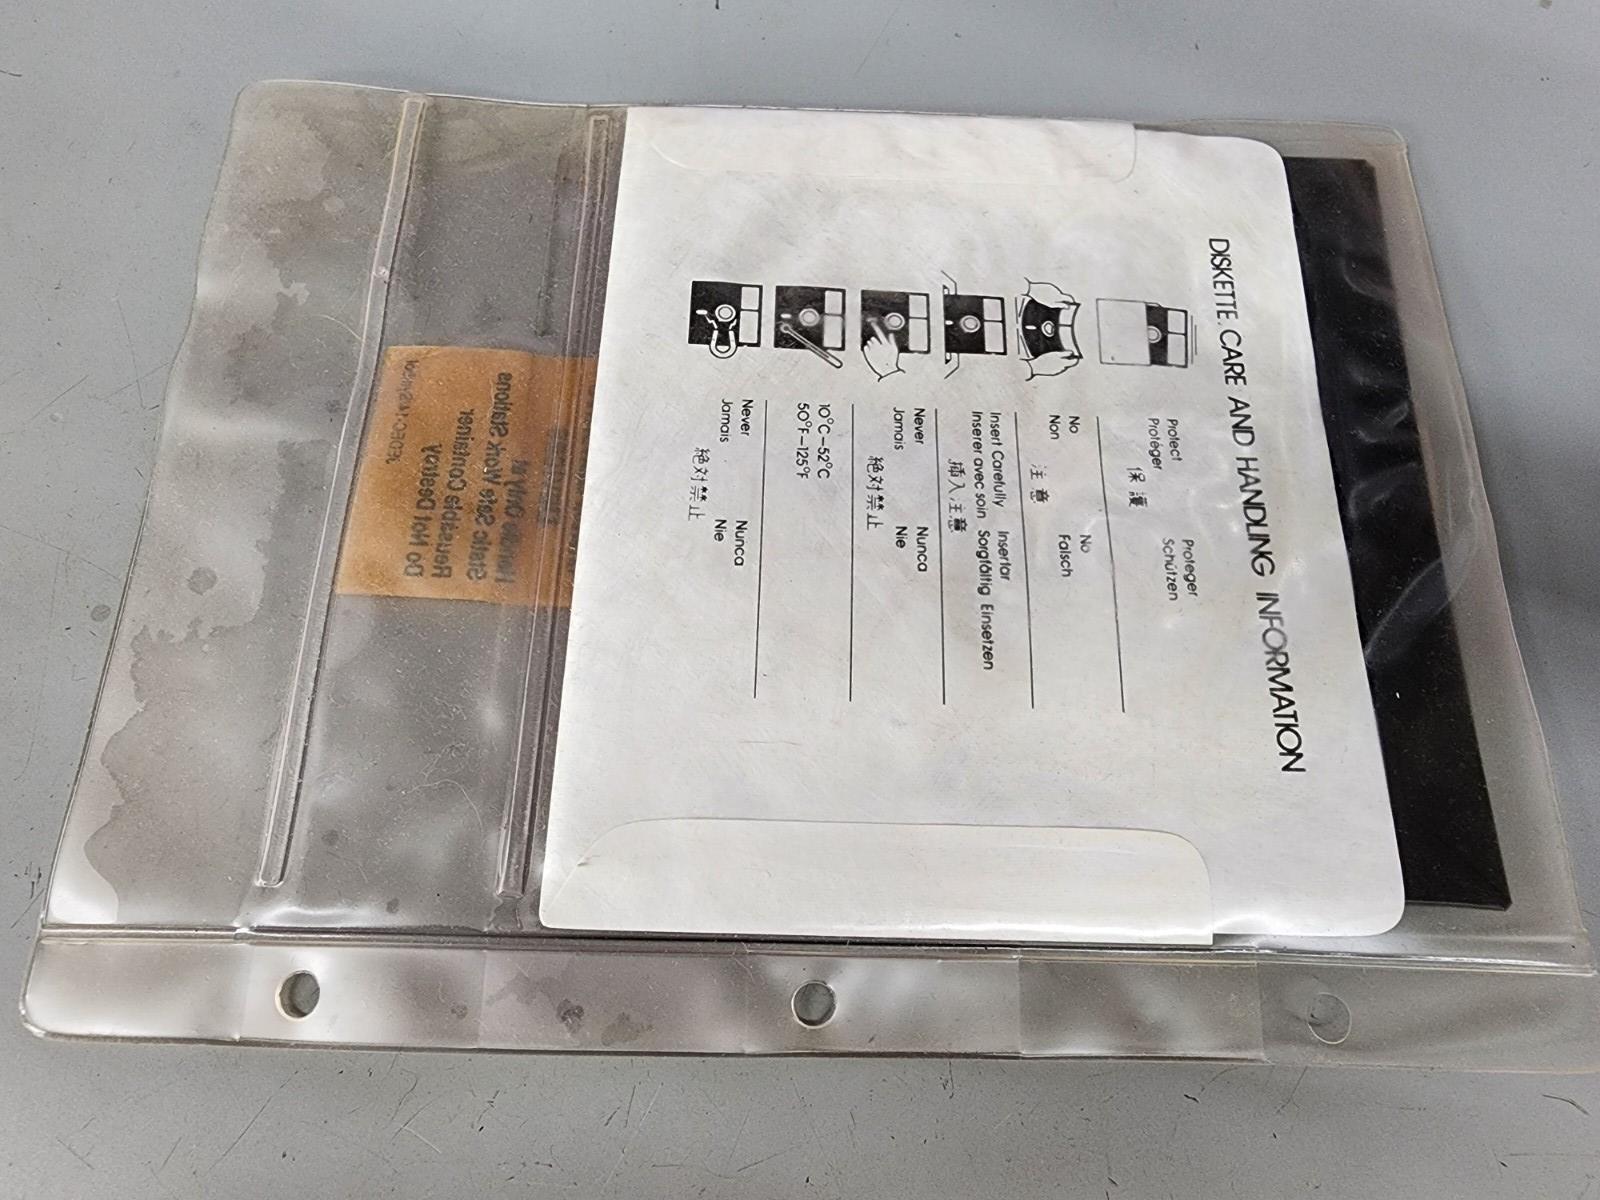 DISKETTE CARE AND HANDLING INFORMATION
Protect Proteger
Protéger Schützen
保護
No No
Non Falsch
注意
Insert Carefully Insertar
Inserer avec soin Sorgfältig Einsetzen
挿入注意
Never Nunca
Jamais Nie
絶対禁止
10°C–52°C
50°F–125°F
Never Nunca
Jamais Nie
絶対禁止
Handle Only at
Static Safe Work Stations
Reusable Container
Do Not Destroy